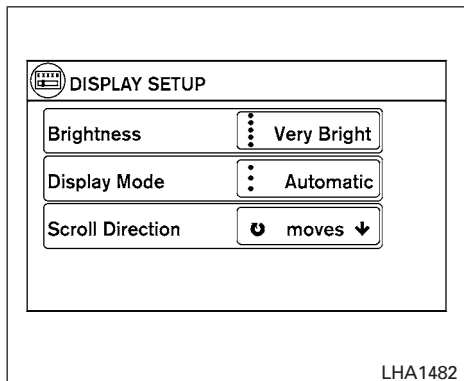 DISPLAY SETUP
Brightness Very Bright
Display Mode Automatic
Scroll Direction moves
LHA1482